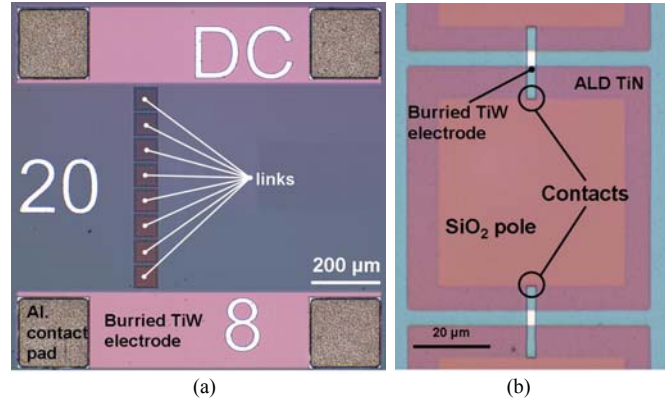 DC
20
links
200 µm
Al.
contact
pad
Burried TiW
electrode
8
(a)
ALD TiN
Burried TiW
electrode
Contacts
SiO₂ pole
20 µm
(b)